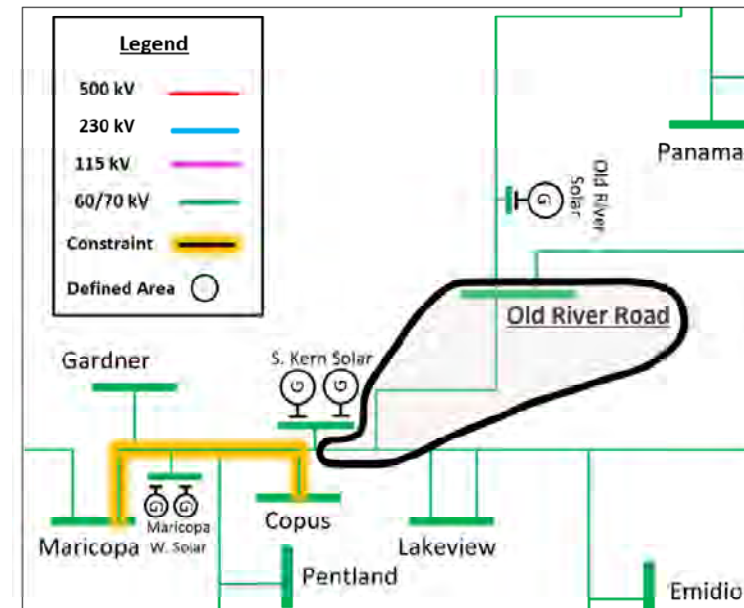 Legend
500 kV
230 kV
115 kV
60/70 kV
Constraint
Defined Area
Panama
Old River
Solar
G
Old River Road
Gardner
S. Kern Solar
G G
G G
Maricopa
Maricopa
W. Solar
Copus
Lakeview
Pentland
Emidio